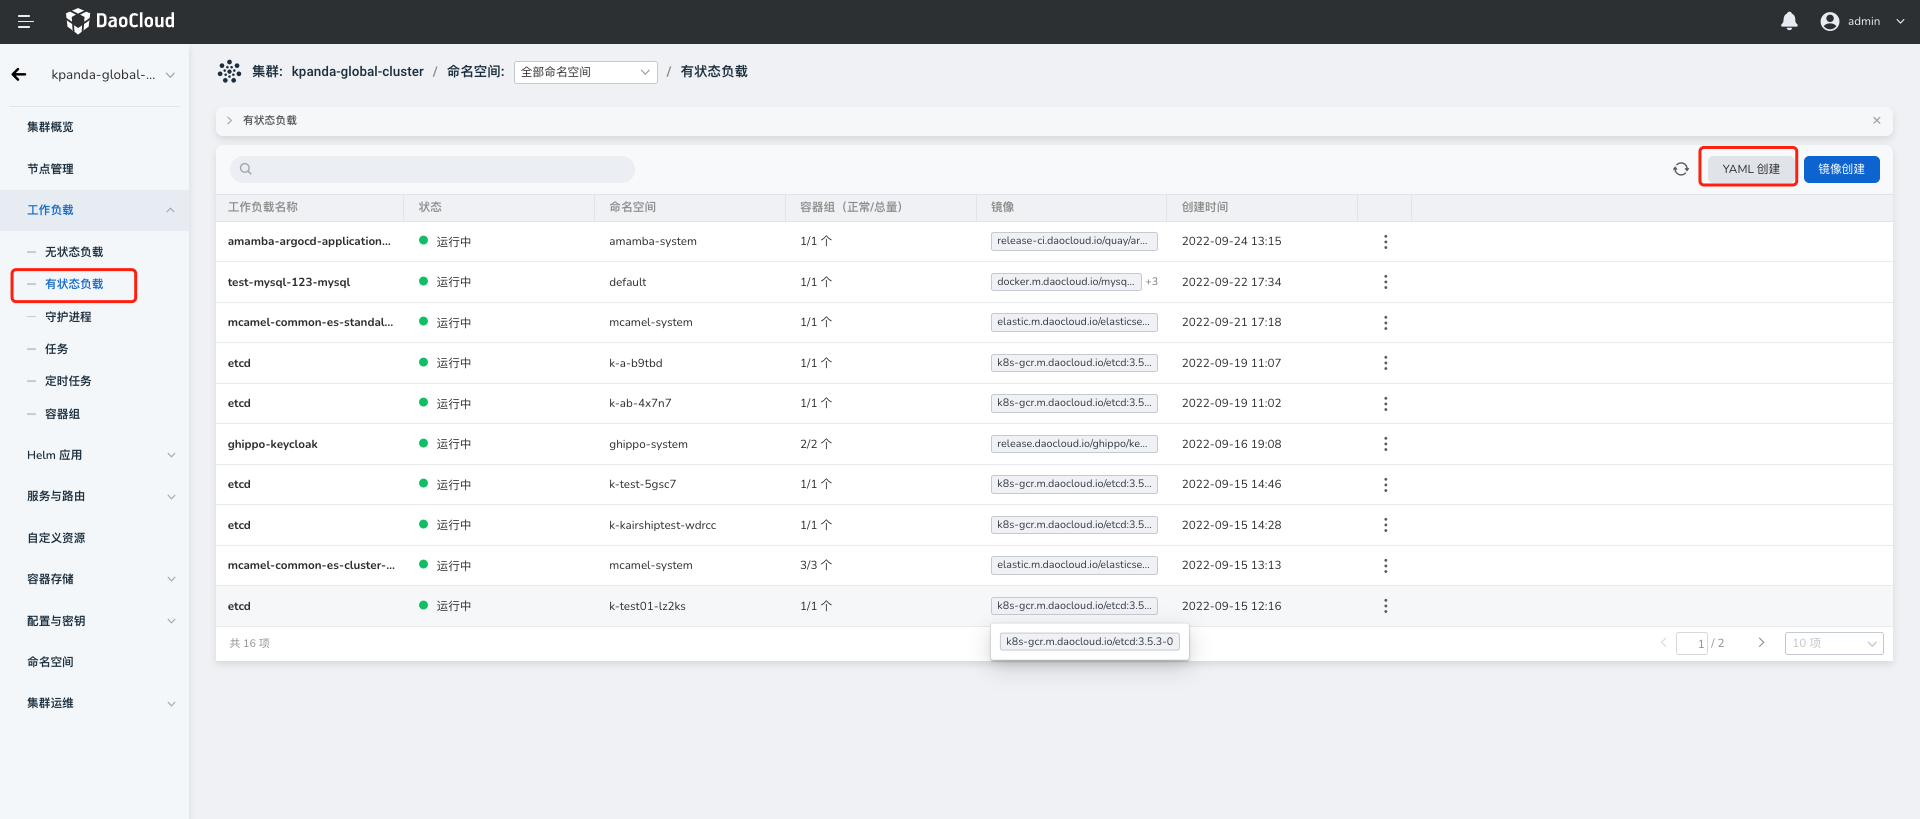 DaoCloud
admin
kpanda-global-...
集群概览
节点管理
工作负载
无状态负载
有状态负载
守护进程
任务
定时任务
容器组
Helm 应用
服务与路由
自定义资源
容器存储
配置与密钥
命名空间
集群运维
集群: kpanda-global-cluster / 命名空间: 全部命名空间 / 有状态负载
有状态负载
YAML 创建 镜像创建
工作负载名称 状态 命名空间 容器组（正常/总量） 镜像 创建时间
amamba-argocd-application... 运行中 amamba-system 1/1 个 release-ci.daocloud.io/quay/ar... 2022-09-24 13:15
test-mysql-123-mysql 运行中 default 1/1 个 docker.m.daocloud.io/mysq... +3 2022-09-22 17:34
mcamel-common-es-standal... 运行中 mcamel-system 1/1 个 elastic.m.daocloud.io/elasticse... 2022-09-21 17:18
etcd 运行中 k-a-b9tbd 1/1 个 k8s-gcr.m.daocloud.io/etcd:3.5... 2022-09-19 11:07
etcd 运行中 k-ab-4x7n7 1/1 个 k8s-gcr.m.daocloud.io/etcd:3.5... 2022-09-19 11:02
ghippo-keycloak 运行中 ghippo-system 2/2 个 release.daocloud.io/ghippo/ke... 2022-09-16 19:08
etcd 运行中 k-test-5gsc7 1/1 个 k8s-gcr.m.daocloud.io/etcd:3.5... 2022-09-15 14:46
etcd 运行中 k-kairshiptest-wdrcc 1/1 个 k8s-gcr.m.daocloud.io/etcd:3.5... 2022-09-15 14:28
mcamel-common-es-cluster-... 运行中 mcamel-system 3/3 个 elastic.m.daocloud.io/elasticse... 2022-09-15 13:13
etcd 运行中 k-test01-lz2ks 1/1 个 k8s-gcr.m.daocloud.io/etcd:3.5... 2022-09-15 12:16
k8s-gcr.m.daocloud.io/etcd:3.5.3-0
共 16 项 1 / 2 10 项